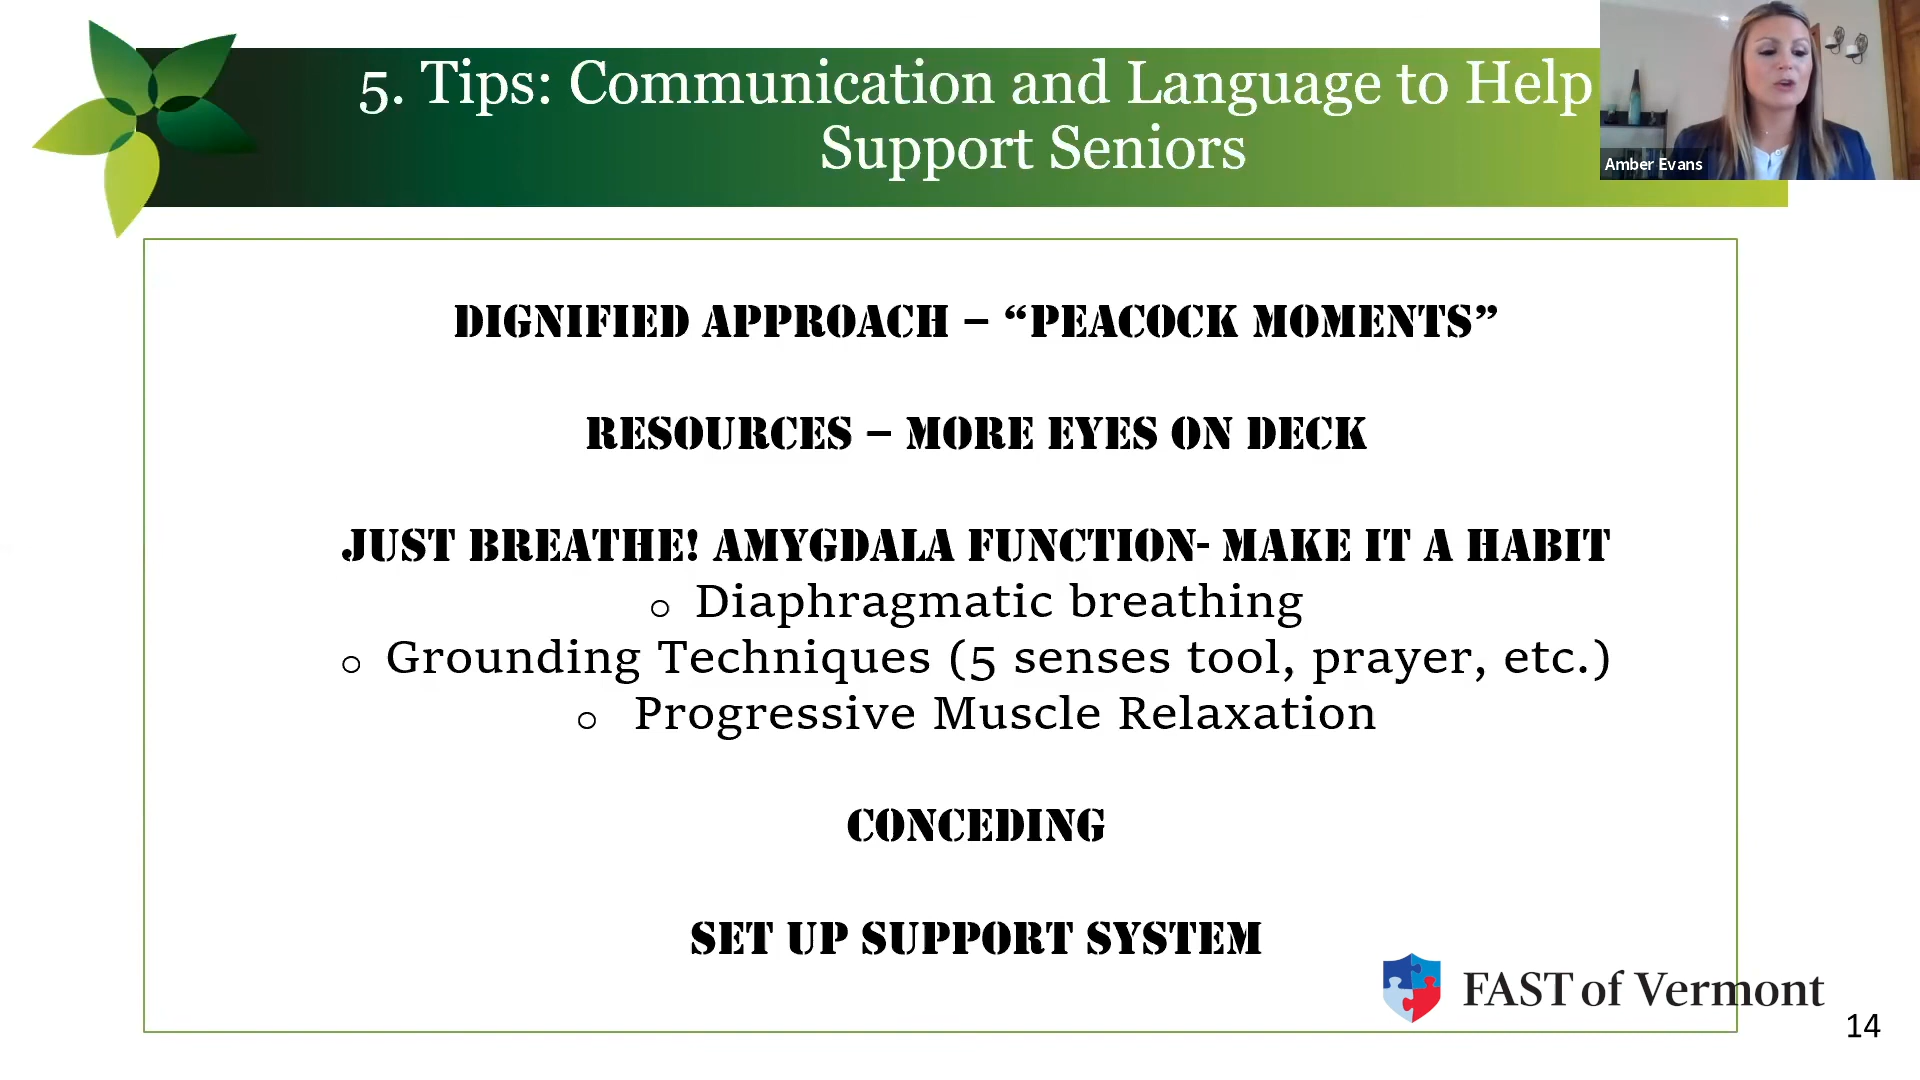 5. Tips: Communication and Language to Help
Support Seniors
Amber Evans
DIGNIFIED APPROACH – “PEACOCK MOMENTS”
RESOURCES – MORE EYES ON DECK
JUST BREATHE! AMYGDALA FUNCTION- MAKE IT A HABIT
o Diaphragmatic breathing
o Grounding Techniques (5 senses tool, prayer, etc.)
o Progressive Muscle Relaxation
CONCEDING
SET UP SUPPORT SYSTEM
FAST of Vermont
14